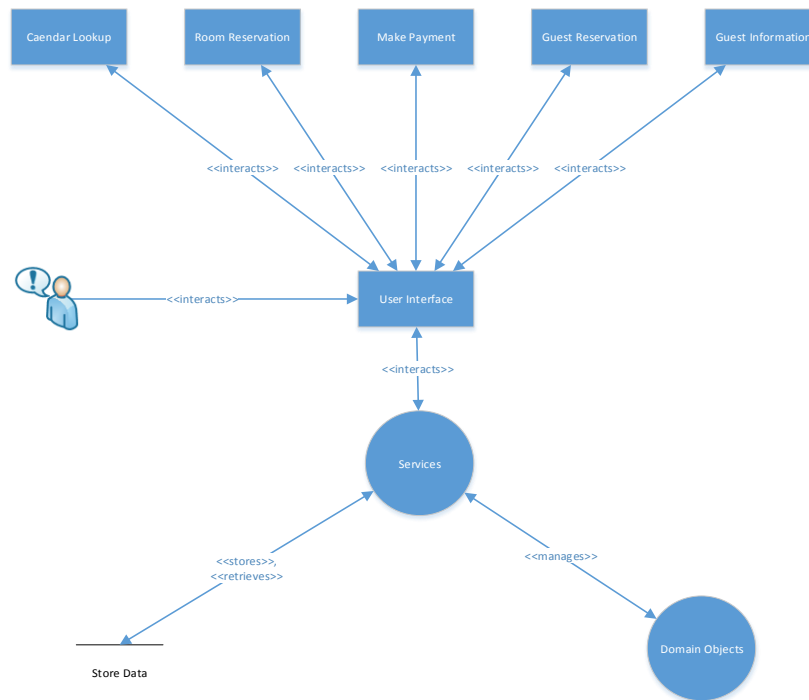 Caendar Lookup
Room Reservation
Make Payment
Guest Reservation
Guest Information
<<interacts>>
<<interacts>>
<<interacts>>
<<interacts>>
<<interacts>>
!
<<interacts>>
User Interface
<<interacts>>
Services
<<stores>>,
<<retrieves>>
<<manages>>
Store Data
Domain Objects